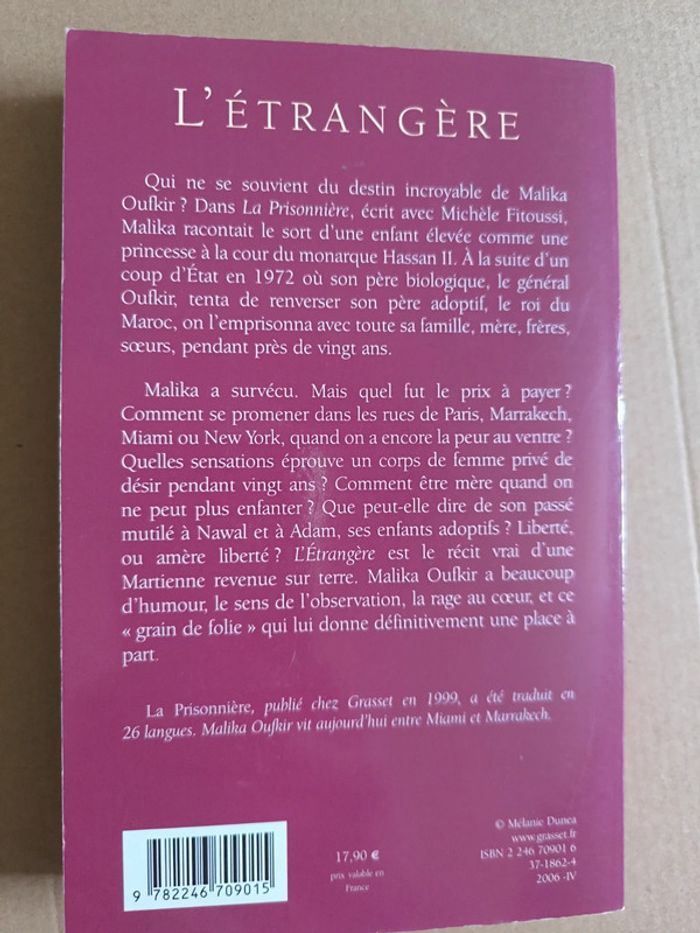 L'ÉTRANGÈRE
Qui ne se souvient du destin incroyable de Malika
Oufkir ? Dans La Prisonnière, écrit avec Michèle Fitoussi,
Malika racontait le sort d'une enfant élevée comme une
princesse à la cour du monarque Hassan II. À la suite d'un
coup d'État en 1972 où son père biologique, le général
Oufkir, tenta de renverser son père adoptif, le roi du
Maroc, on l'emprisonna avec toute sa famille, mère, frères,
sœurs, pendant près de vingt ans.
Malika a survécu. Mais quel fut le prix à payer ?
Comment se promener dans les rues de Paris, Marrakech,
Miami ou New York, quand on a encore la peur au ventre ?
Quelles sensations éprouve un corps de femme privé de
désir pendant vingt ans ? Comment être mère quand on
ne peut plus enfanter ? Que peut-elle dire de son passé
mutilé à Nawal et à Adam, ses enfants adoptifs ? Liberté,
ou amère liberté ? L'Étrangère est le récit vrai d'une
Martienne revenue sur terre. Malika Oufkir a beaucoup
d'humour, le sens de l'observation, la rage au cœur, et ce
« grain de folie » qui lui donne définitivement une place à
part.
La Prisonnière, publié chez Grasset en 1999, a été traduit en
26 langues. Malika Oufkir vit aujourd'hui entre Miami et Marrakech.
9 782246 709015
17,90 €
prix valable en
France
© Mélanie Dunea
www.grasset.fr
ISBN 2 246 70901 6
37-1862-4
2006 -IV